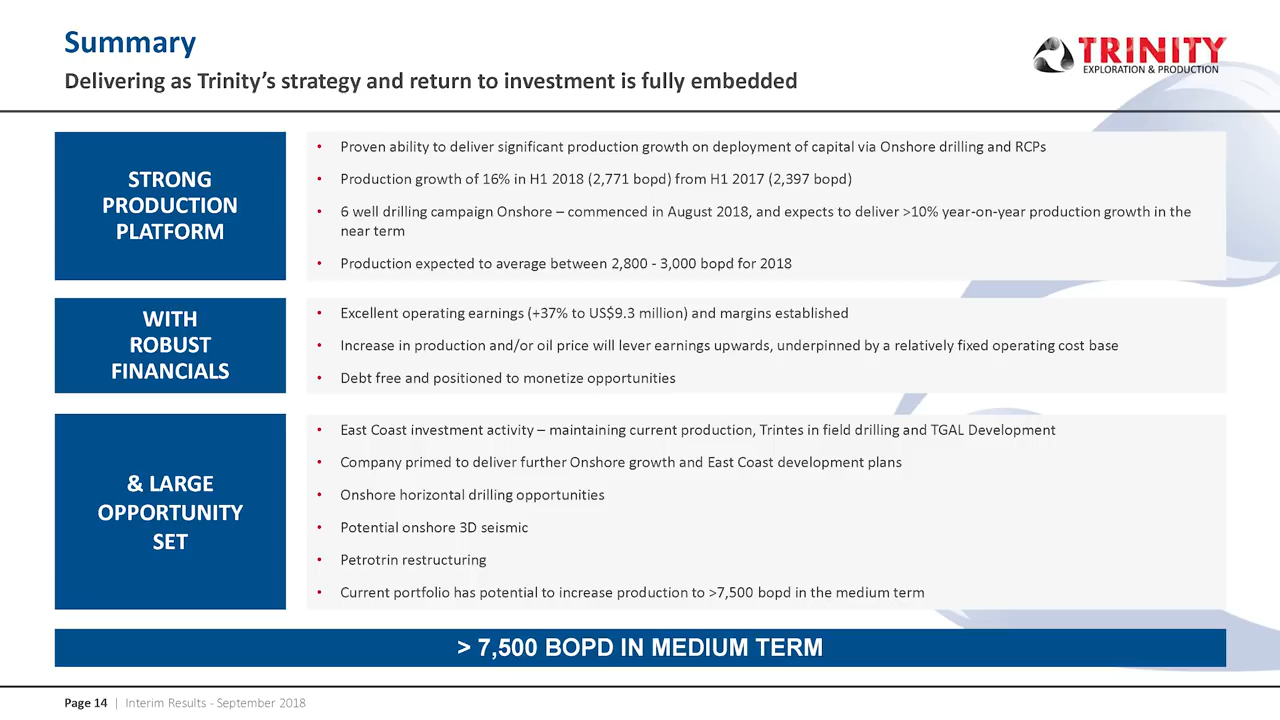 Summary
Delivering as Trinity’s strategy and return to investment is fully embedded
TRINITY
EXPLORATION & PRODUCTION
STRONG
PRODUCTION
PLATFORM
• Proven ability to deliver significant production growth on deployment of capital via Onshore drilling and RCPs
• Production growth of 16% in H1 2018 (2,771 bopd) from H1 2017 (2,397 bopd)
• 6 well drilling campaign Onshore – commenced in August 2018, and expects to deliver >10% year-on-year production growth in the
near term
• Production expected to average between 2,800 - 3,000 bopd for 2018
WITH
ROBUST
FINANCIALS
• Excellent operating earnings (+37% to US$9.3 million) and margins established
• Increase in production and/or oil price will lever earnings upwards, underpinned by a relatively fixed operating cost base
• Debt free and positioned to monetize opportunities
& LARGE
OPPORTUNITY
SET
• East Coast investment activity – maintaining current production, Trintes in field drilling and TGAL Development
• Company primed to deliver further Onshore growth and East Coast development plans
• Onshore horizontal drilling opportunities
• Potential onshore 3D seismic
• Petrotrin restructuring
• Current portfolio has potential to increase production to >7,500 bopd in the medium term
> 7,500 BOPD IN MEDIUM TERM
Page 14 | Interim Results - September 2018